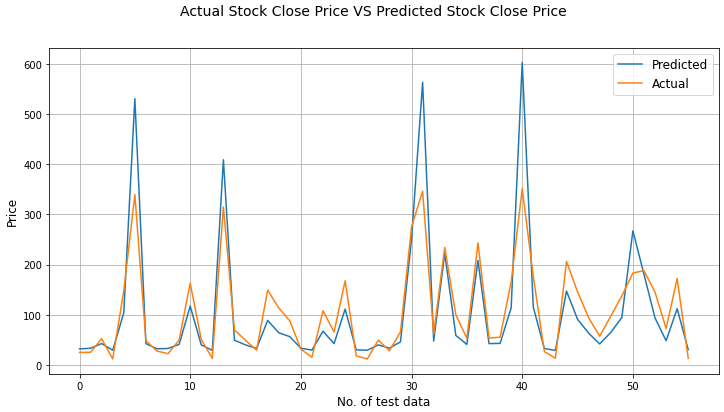 Actual Stock Close Price VS Predicted Stock Close Price
Predicted
Actual
600
500
400
300
200
100
0
Price
0
10
20
30
40
50
No. of test data